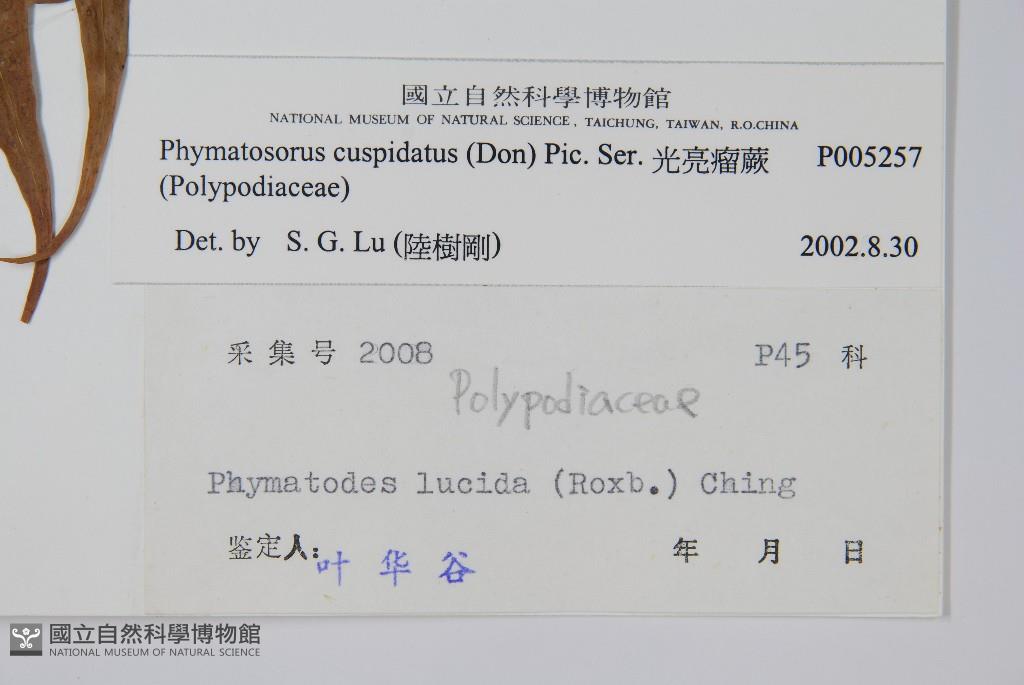 國立自然科學博物館
NATIONAL MUSEUM OF NATURAL SCIENCE, TAICHUNG, TAIWAN, R.O.CHINA
Phymatosorus cuspidatus (Don) Pic. Ser. 光亮瘤蕨 P005257
(Polypodiaceae)
Det. by S. G. Lu (陸樹剛) 2002.8.30
采集号 2008 P45 科
Polypodiaceae
Phymatodes lucida (Roxb.) Ching
鉴定人: 叶华谷 年 月 日
國立自然科學博物館
NATIONAL MUSEUM OF NATURAL SCIENCE